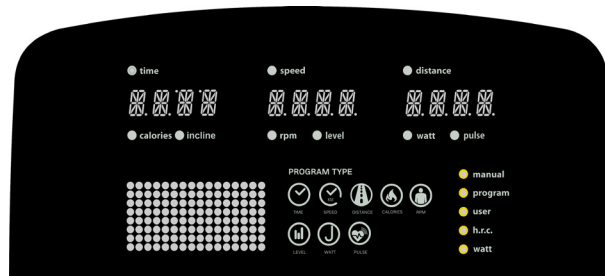 time speed distance
calories incline rpm level watt pulse
PROGRAM TYPE
TIME SPEED DISTANCE CALORIES RPM
LEVEL WATT PULSE
manual
program
user
h.r.c.
watt